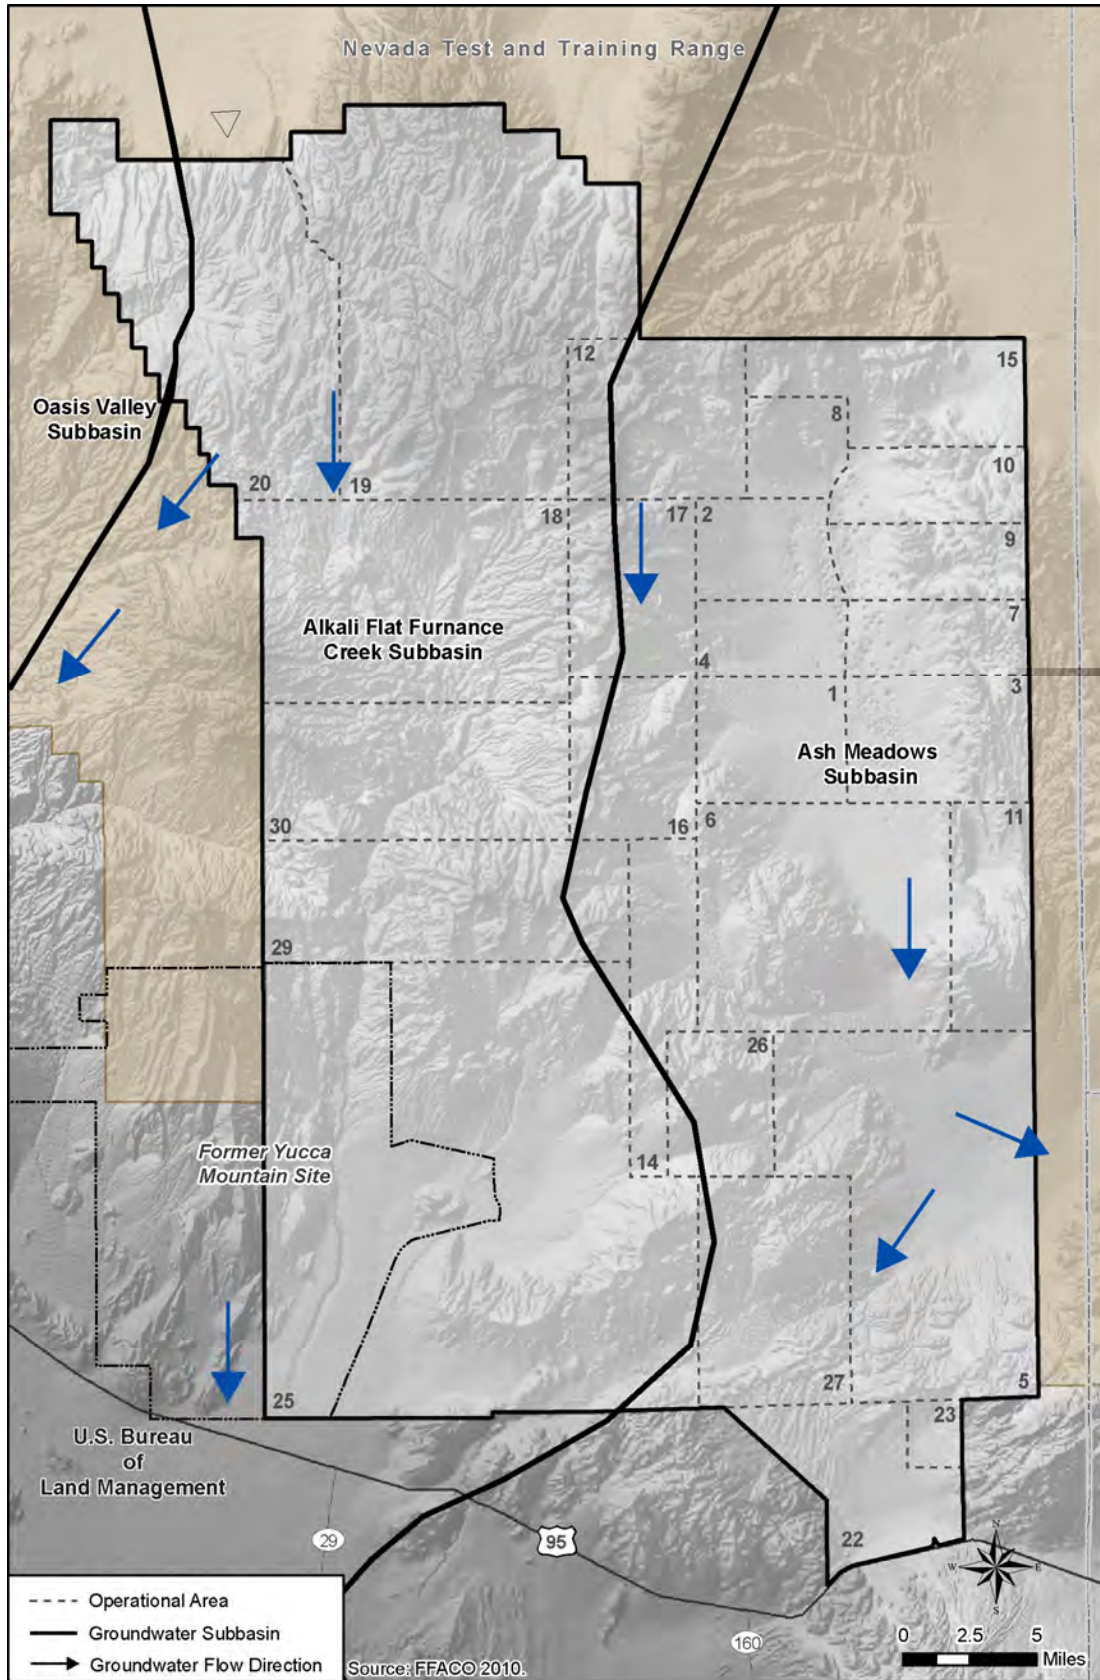 Nevada Test and Training Range
12
15
Oasis Valley
Subbasin
8
10
20
19
18
17
2
9
7
Alkali Flat Furnance
Creek Subbasin
4
1
3
Ash Meadows
Subbasin
30
16
6
11
29
26
Former Yucca
Mountain Site
14
25
27
5
23
U.S. Bureau
of
Land Management
29
95
22
N
W
E
S
160
Operational Area
Groundwater Subbasin
Groundwater Flow Direction
Source: FFACO 2010.
0 2.5 5
Miles